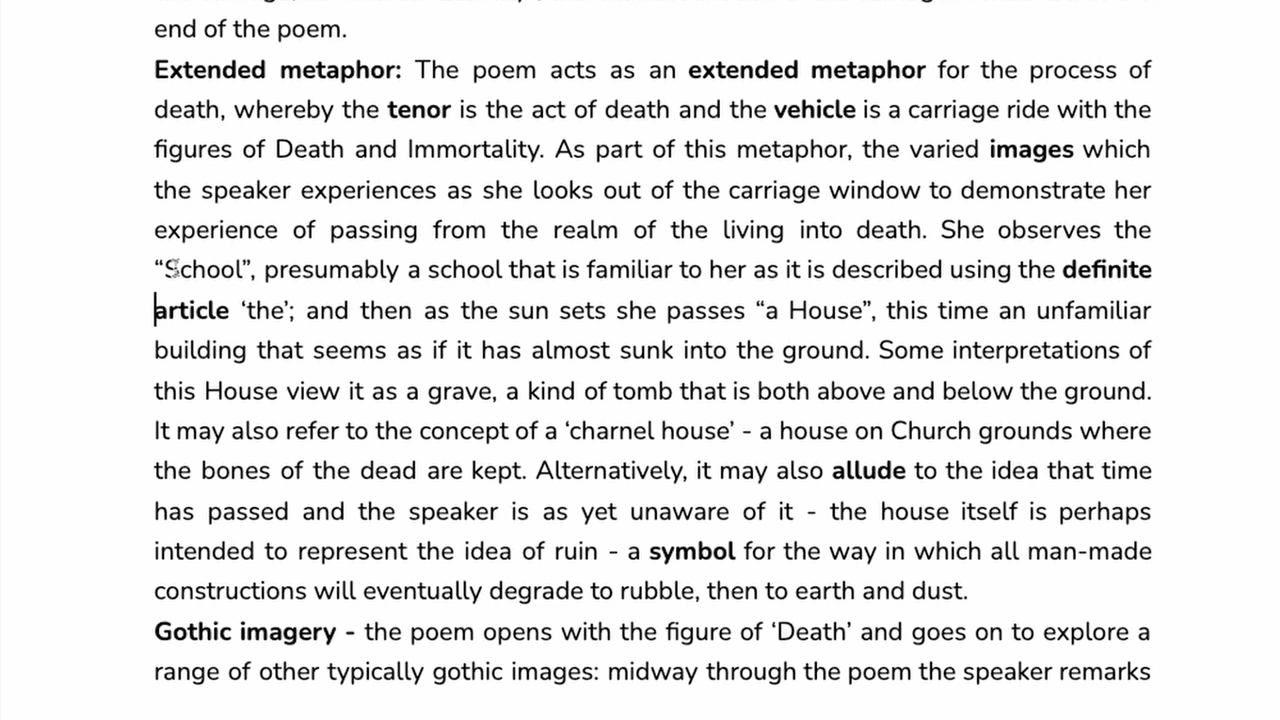 end of the poem.
Extended metaphor: The poem acts as an extended metaphor for the process of
death, whereby the tenor is the act of death and the vehicle is a carriage ride with the
figures of Death and Immortality. As part of this metaphor, the varied images which
the speaker experiences as she looks out of the carriage window to demonstrate her
experience of passing from the realm of the living into death. She observes the
“School”, presumably a school that is familiar to her as it is described using the definite
article ‘the’; and then as the sun sets she passes “a House”, this time an unfamiliar
building that seems as if it has almost sunk into the ground. Some interpretations of
this House view it as a grave, a kind of tomb that is both above and below the ground.
It may also refer to the concept of a ‘charnel house’ - a house on Church grounds where
the bones of the dead are kept. Alternatively, it may also allude to the idea that time
has passed and the speaker is as yet unaware of it - the house itself is perhaps
intended to represent the idea of ruin - a symbol for the way in which all man-made
constructions will eventually degrade to rubble, then to earth and dust.
Gothic imagery - the poem opens with the figure of ‘Death’ and goes on to explore a
range of other typically gothic images: midway through the poem the speaker remarks